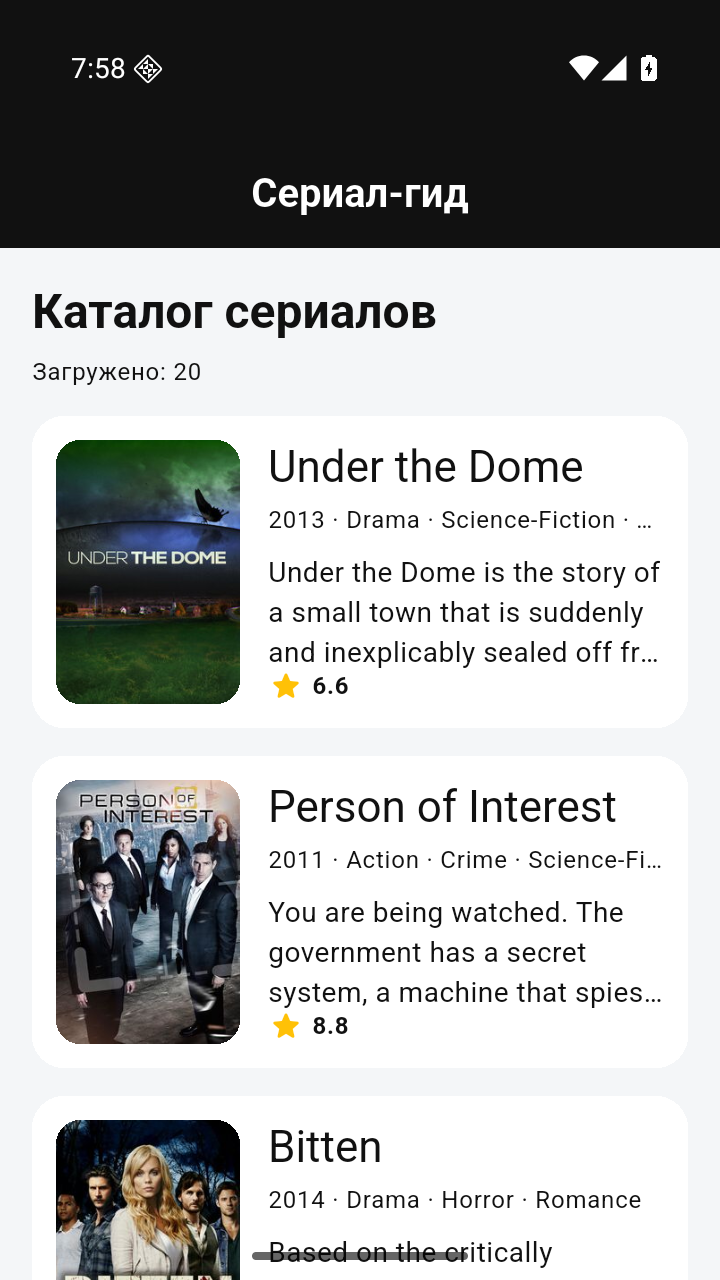 7:58
Сериал-гид
Каталог сериалов
Загружено: 20
UNDER THE DOME
Under the Dome
2013 · Drama · Science-Fiction · …
Under the Dome is the story of
a small town that is suddenly
and inexplicably sealed off fr…
6.6
PERSON OF
INTEREST
Person of Interest
2011 · Action · Crime · Science-Fi…
You are being watched. The
government has a secret
system, a machine that spies…
8.8
Bitten
2014 · Drama · Horror · Romance
Based on the critically